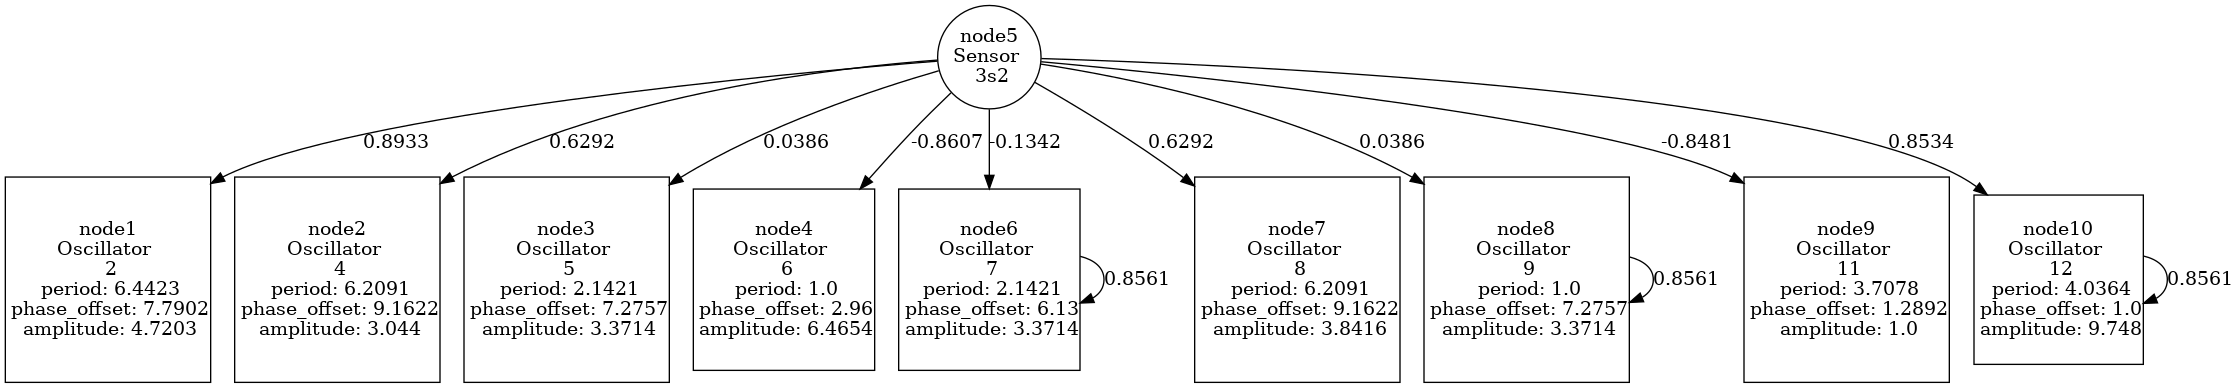 node5
Sensor
3s2
0.8933
0.6292
0.0386
-0.8607
-0.1342
0.6292
0.0386
-0.8481
0.8534
node1
Oscillator
2
period: 6.4423
phase_offset: 7.7902
amplitude: 4.7203
node2
Oscillator
4
period: 6.2091
phase_offset: 9.1622
amplitude: 3.044
node3
Oscillator
5
period: 2.1421
phase_offset: 7.2757
amplitude: 3.3714
node4
Oscillator
6
period: 1.0
phase_offset: 2.96
amplitude: 6.4654
node6
Oscillator
7
period: 2.1421
phase_offset: 6.13
amplitude: 3.3714
0.8561
node7
Oscillator
8
period: 6.2091
phase_offset: 9.1622
amplitude: 3.8416
node8
Oscillator
9
period: 1.0
phase_offset: 7.2757
amplitude: 3.3714
0.8561
node9
Oscillator
11
period: 3.7078
phase_offset: 1.2892
amplitude: 1.0
node10
Oscillator
12
period: 4.0364
phase_offset: 1.0
amplitude: 9.748
0.8561